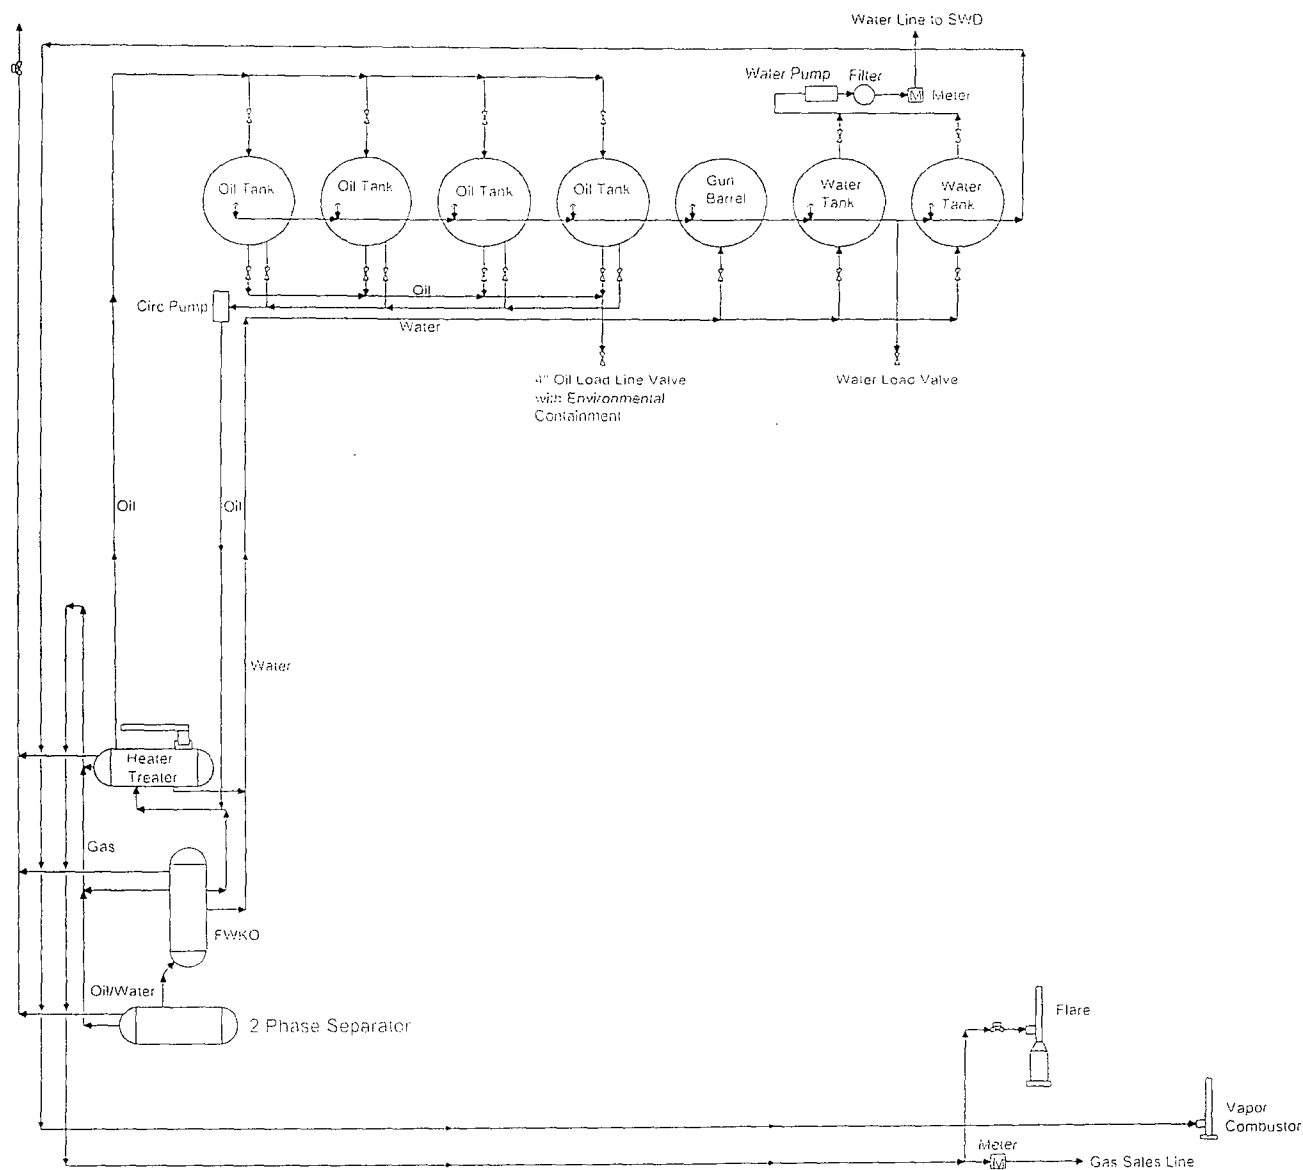 Water Line to SWD
Water Pump
Filter
M
Meter
Oil Tank
Oil Tank
Oil Tank
Oil Tank
Gun
Barrel
Water
Tank
Water
Tank
Oil
Circ Pump
Water
4" Oil Load Line Valve
with Environmental
Containment
Water Load Valve
Oil
Oil
Water
Heater
Treater
Gas
FWKO
Oil/Water
2 Phase Separator
Flare
Vapor
Combustor
Meter
M
Gas Sales Line